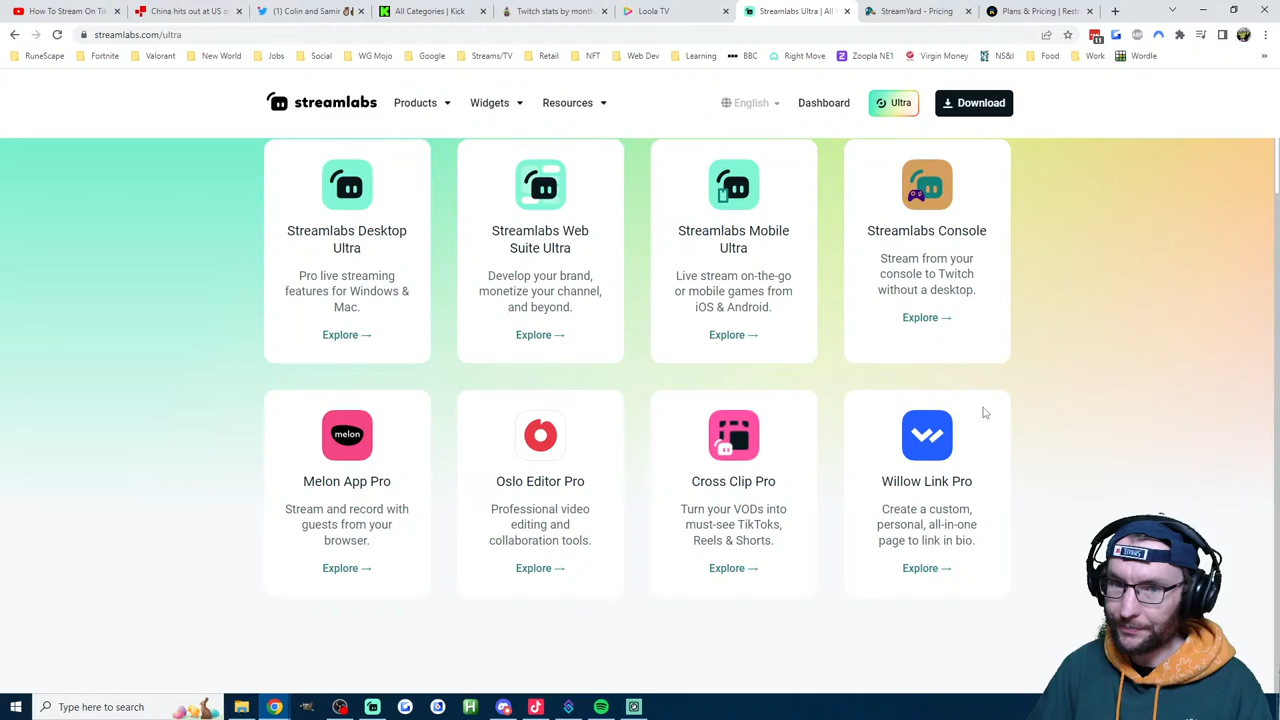 How To Stream On Tik
China hits out at US o
(1) Colin and Samir
All Categories | Kick
Twitch stats by month
Loola TV
Streamlabs Ultra | All
StreamYard - Pricing
Plans & Pricing | Rest
streamlabs.com/ultra
RuneScape
Fortnite
Valorant
New World
Jobs
Social
WG Mojo
Google
Streams/TV
Retail
NFT
Web Dev
Learning
BBC
Right Move
Zoopla NE1
Virgin Money
NS&I
Food
Work
Wordle
streamlabs
Products
Widgets
Resources
English
Dashboard
Ultra
Download
Streamlabs Desktop
Ultra
Pro live streaming
features for Windows &
Mac.
Explore →
Streamlabs Web
Suite Ultra
Develop your brand,
monetize your channel,
and beyond.
Explore →
Streamlabs Mobile
Ultra
Live stream on-the-go
or mobile games from
iOS & Android.
Explore →
Streamlabs Console
Stream from your
console to Twitch
without a desktop.
Explore →
melon
Melon App Pro
Stream and record with
guests from your
browser.
Explore →
Oslo Editor Pro
Professional video
editing and
collaboration tools.
Explore →
Cross Clip Pro
Turn your VODs into
must-see TikToks,
Reels & Shorts.
Explore →
Willow Link Pro
Create a custom,
personal, all-in-one
page to link in bio.
Explore →
Type here to search